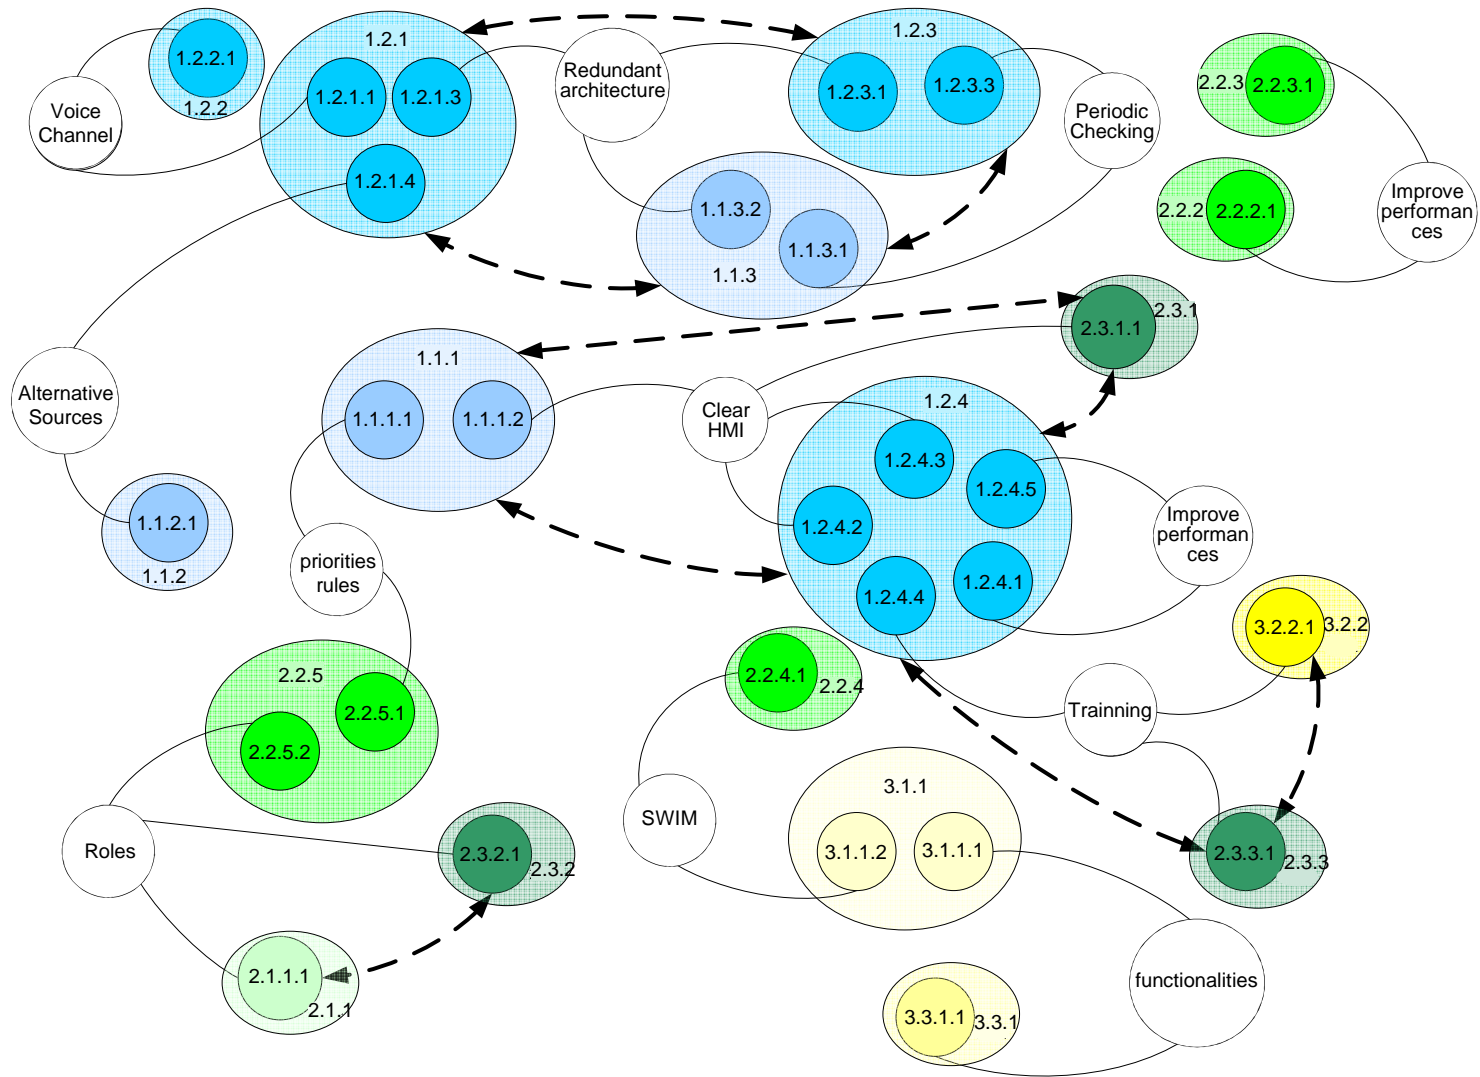 1.2.2.1
1.2.2
Voice
Channel
1.2.1
1.2.1.1
1.2.1.3
1.2.1.4
Redundant
architecture
1.2.3
1.2.3.1
1.2.3.3
Periodic
Checking
2.2.3
2.2.3.1
2.2.2
2.2.2.1
Improve
performan
ces
1.1.3.2
1.1.3.1
1.1.3
2.3.1.1
2.3.1
Alternative
Sources
1.1.1
1.1.1.1
1.1.1.2
Clear
HMI
1.2.4
1.2.4.3
1.2.4.5
1.2.4.2
1.2.4.4
1.2.4.1
Improve
performan
ces
1.1.2.1
1.1.2
priorities
rules
3.2.2.1
3.2.2
2.2.5
2.2.5.1
2.2.5.2
2.2.4.1
2.2.4
Trainning
Roles
2.3.2.1
2.3.2
SWIM
3.1.1
3.1.1.2
3.1.1.1
2.3.3.1
2.3.3
2.1.1.1
2.1.1
3.3.1.1
3.3.1
functionalities